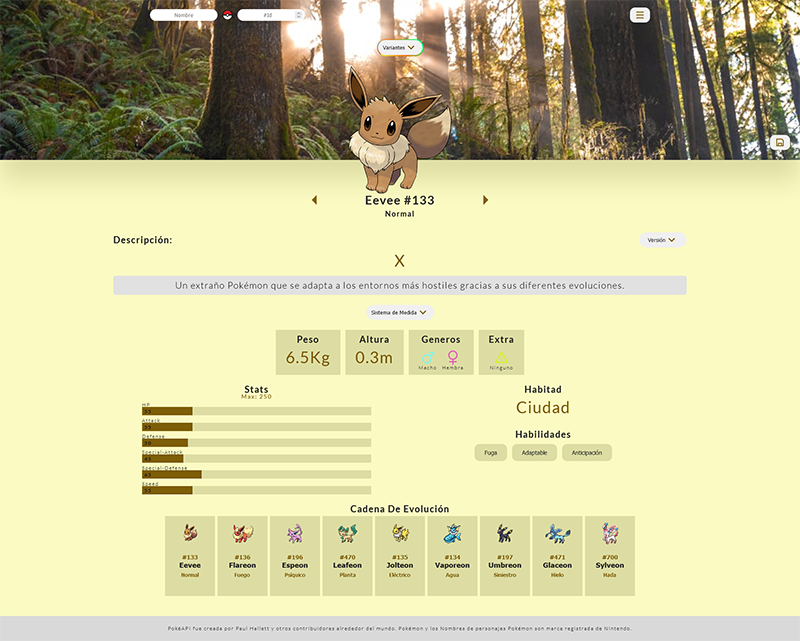 Nombre
#10
Variantes
Eevee #133
Normal
Descripción:
Versión
X
Un extraño Pokémon que se adapta a los entornos más hostiles gracias a sus diferentes evoluciones.
Sistema de Medida
Peso
6.5Kg
Altura
0.3m
Generos
Macho Hembra
Extra
Ninguno
Stats
Max: 250
HP
55
Attack
55
Defense
50
Special-Attack
45
Special-Defense
65
Speed
55
Habitad
Ciudad
Habilidades
Fuga Adaptable Anticipación
Cadena De Evolución
#133 #136 #196 #470 #135 #134 #197 #471 #700
Eevee Flareon Espeon Leafeon Jolteon Vaporeon Umbreon Glaceon Sylveon
Normal Fuego Psiquico Planta Eléctrico Agua Siniestro Hielo Hada
PokéAPI fue creada por Paul Hallett y otros contribuidores alrededor del mundo. Pokémon y los Nombres de personajes Pokémon son marca registrada de Nintendo.